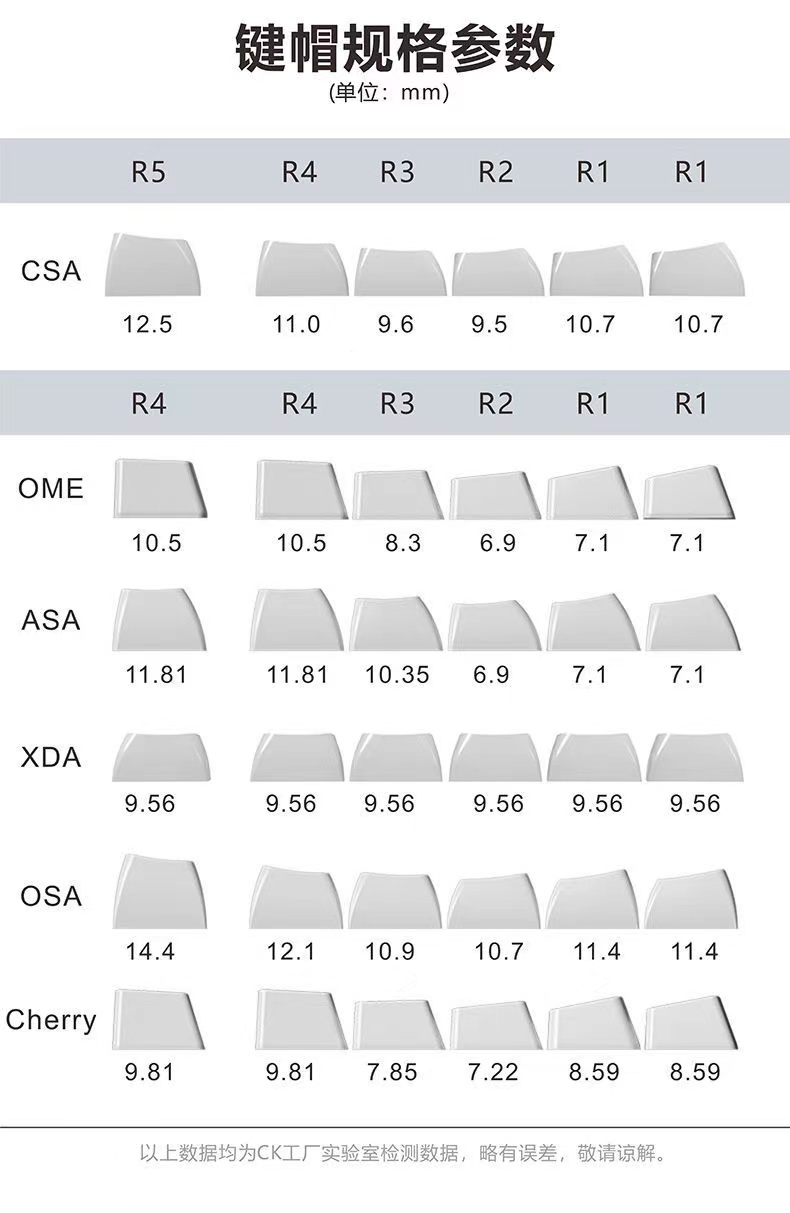 键帽规格参数
(单位：mm)
R5 R4 R3 R2 R1 R1
CSA
12.5 11.0 9.6 9.5 10.7 10.7
R4 R4 R3 R2 R1 R1
OME
10.5 10.5 8.3 6.9 7.1 7.1
ASA
11.81 11.81 10.35 6.9 7.1 7.1
XDA
9.56 9.56 9.56 9.56 9.56 9.56
OSA
14.4 12.1 10.9 10.7 11.4 11.4
Cherry
9.81 9.81 7.85 7.22 8.59 8.59
以上数据均为CK工厂实验室检测数据，略有误差，敬请谅解。